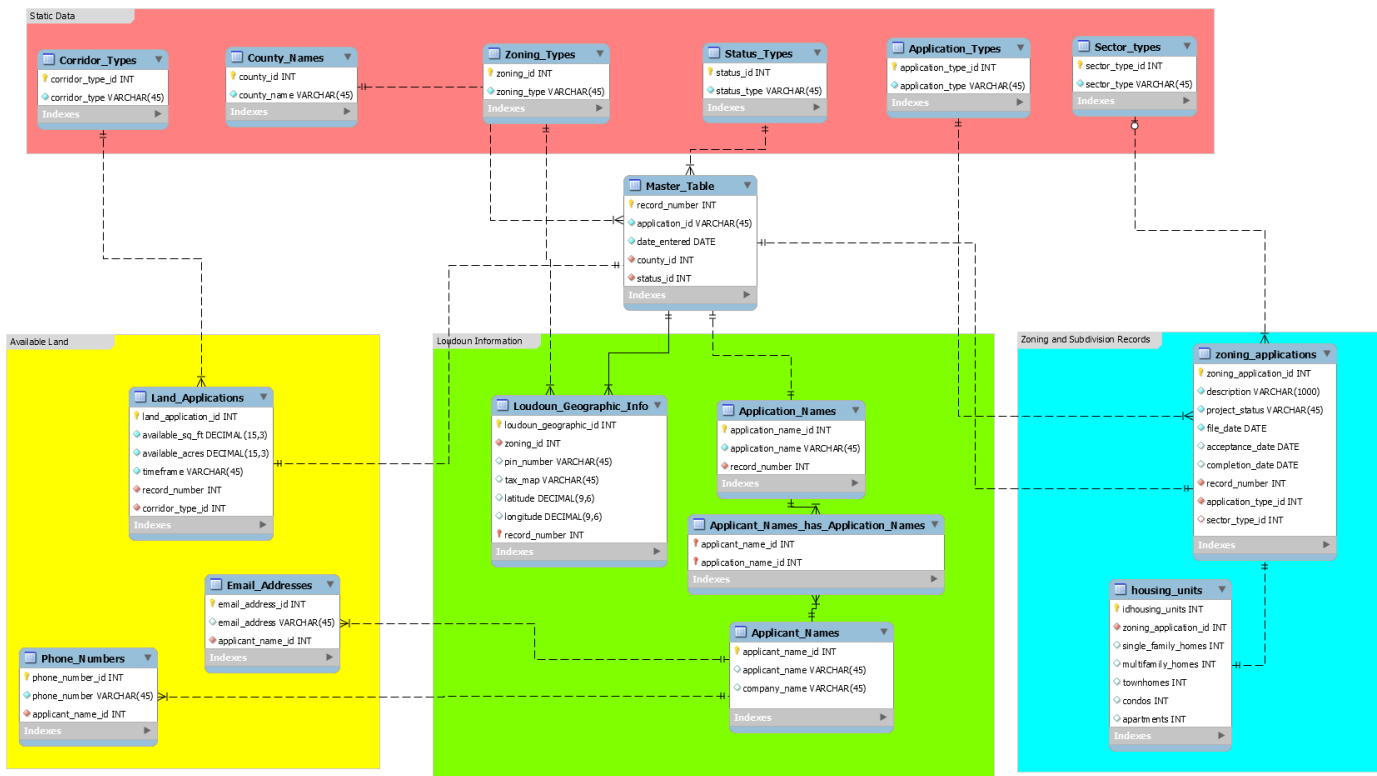 Static Data
Corridor_Types
corridor_type_id INT
corridor_type VARCHAR(45)
Indexes
County_Names
county_id INT
county_name VARCHAR(45)
Indexes
Zoning_Types
zoning_id INT
zoning_type VARCHAR(45)
Indexes
Status_Types
status_id INT
status_type VARCHAR(45)
Indexes
Application_Types
application_type_id INT
application_type VARCHAR(45)
Indexes
Sector_types
sector_type_id INT
sector_type VARCHAR(45)
Indexes
Master_Table
record_number INT
application_id VARCHAR(45)
date_entered DATE
county_id INT
status_id INT
Indexes
Available Land
Land_Applications
land_application_id INT
available_sq_ft DECIMAL(15,3)
available_acres DECIMAL(15,3)
timeframe VARCHAR(45)
record_number INT
corridor_type_id INT
Indexes
Email_Addresses
email_address_id INT
email_address VARCHAR(45)
applicant_name_id INT
Indexes
Phone_Numbers
phone_number_id INT
phone_number VARCHAR(45)
applicant_name_id INT
Indexes
Loudoun Information
Loudoun_Geographic_Info
loudoun_geographic_id INT
zoning_id INT
pin_number VARCHAR(45)
tax_map VARCHAR(45)
latitude DECIMAL(9,6)
longitude DECIMAL(9,6)
record_number INT
Indexes
Application_Names
application_name_id INT
application_name VARCHAR(45)
record_number INT
Indexes
Applicant_Names_has_Application_Names
applicant_name_id INT
application_name_id INT
Indexes
Applicant_Names
applicant_name_id INT
applicant_name VARCHAR(45)
company_name VARCHAR(45)
Indexes
Zoning and Subdivision Records
zoning_applications
zoning_application_id INT
description VARCHAR(1000)
project_status VARCHAR(45)
file_date DATE
acceptance_date DATE
completion_date DATE
record_number INT
application_type_id INT
sector_type_id INT
Indexes
housing_units
idhousing_units INT
zoning_application_id INT
single_family_homes INT
multifamily_homes INT
townhomes INT
condos INT
apartments INT
Indexes